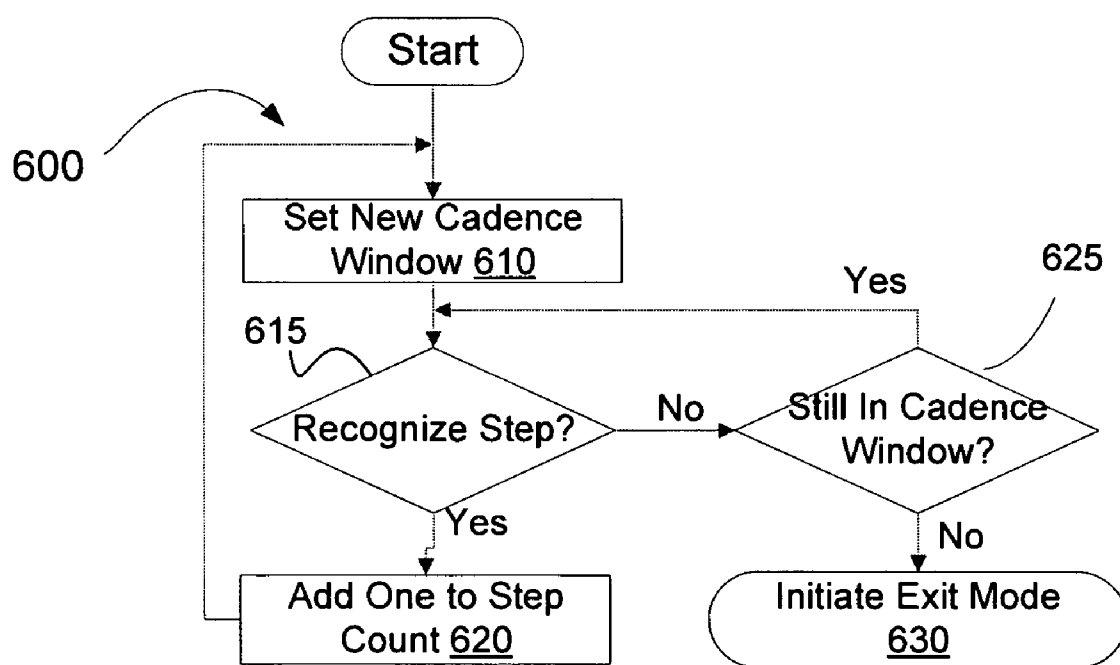 Start
600
Set New Cadence
Window 610
Yes
625
615
Recognize Step?
No
Still In Cadence
Window?
Yes
No
Add One to Step
Count 620
Initiate Exit Mode
630